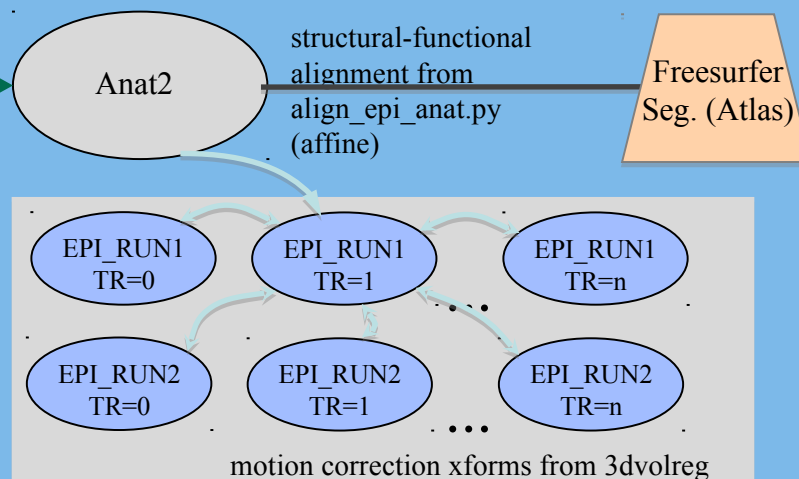 Anat2
structural-functional
alignment from
align_epi_anat.py
(affine)
Freesurfer
Seg. (Atlas)
EPI_RUN1
TR=0
EPI_RUN1
TR=1
EPI_RUN1
TR=n
...
EPI_RUN2
TR=0
EPI_RUN2
TR=1
EPI_RUN2
TR=n
...
motion correction xforms from 3dvolreg